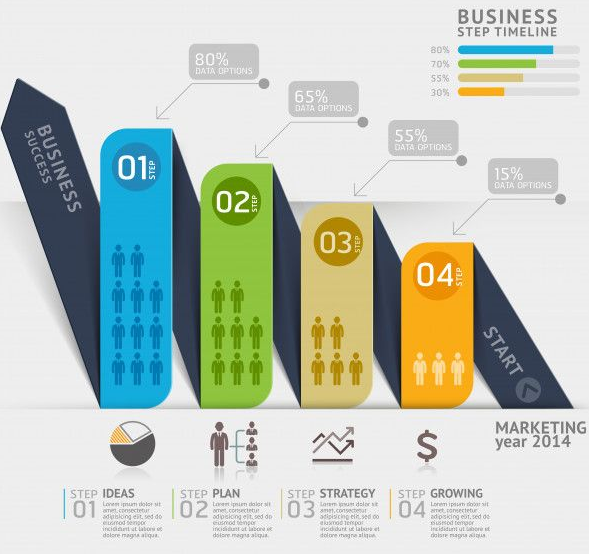 BUSINESS
STEP TIMELINE
80%
70%
55%
30%
80%
DATA OPTIONS
65%
DATA OPTIONS
55%
DATA OPTIONS
15%
DATA OPTIONS
BUSINESS
SUCCESS
01 STEP
02 STEP
03 STEP
04 STEP
START
MARKETING
year 2014
STEP
01
IDEAS
Lorem ipsum dolor sit
amet, consectetur
adipisicing elit, sed do
eiusmod tempor
incididunt ut labore et
dolore magna aliqua.
STEP
02
PLAN
Lorem ipsum dolor sit
amet, consectetur
adipisicing elit, sed do
eiusmod tempor
incididunt ut labore et
dolore magna aliqua.
STEP
03
STRATEGY
Lorem ipsum dolor sit
amet, consectetur
adipisicing elit, sed do
eiusmod tempor
incididunt ut labore et
dolore magna aliqua.
STEP
04
GROWING
Lorem ipsum dolor sit
amet, consectetur
adipisicing elit, sed do
eiusmod tempor
incididunt ut labore et
dolore magna aliqua.